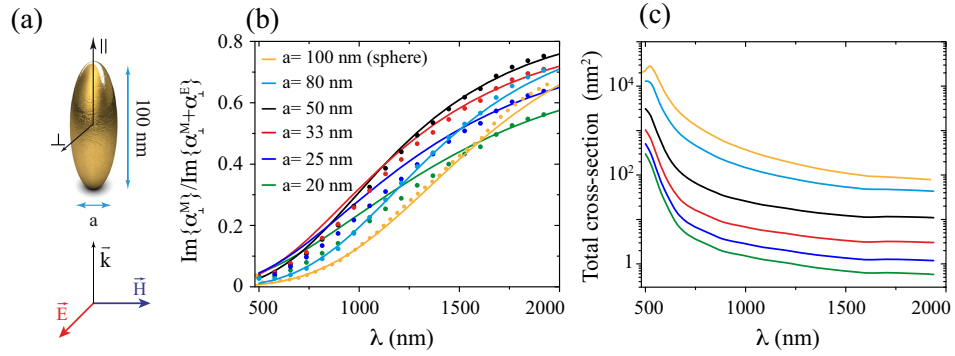 (a)
||
⊥
100 nm
a
k⃗
H⃗
E⃗
(b)
Im{α⊥ᴹ}/Im{α⊥ᴹ+α⊥ᴱ}
0.8
0.6
0.4
0.2
0
a= 100 nm (sphere)
a= 80 nm
a= 50 nm
a= 33 nm
a= 25 nm
a= 20 nm
500 1000 1500 2000
λ (nm)
(c)
Total cross-section (nm²)
10⁴
10²
1
500 1000 1500 2000
λ (nm)